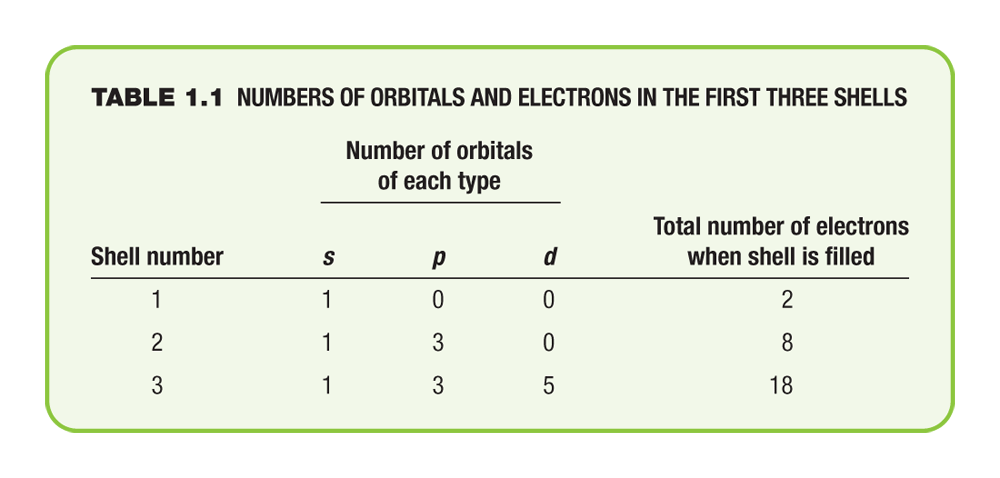 TABLE 1.1 NUMBERS OF ORBITALS AND ELECTRONS IN THE FIRST THREE SHELLS
Number of orbitals
of each type
Total number of electrons
Shell number s p d when shell is filled
1 1 0 0 2
2 1 3 0 8
3 1 3 5 18